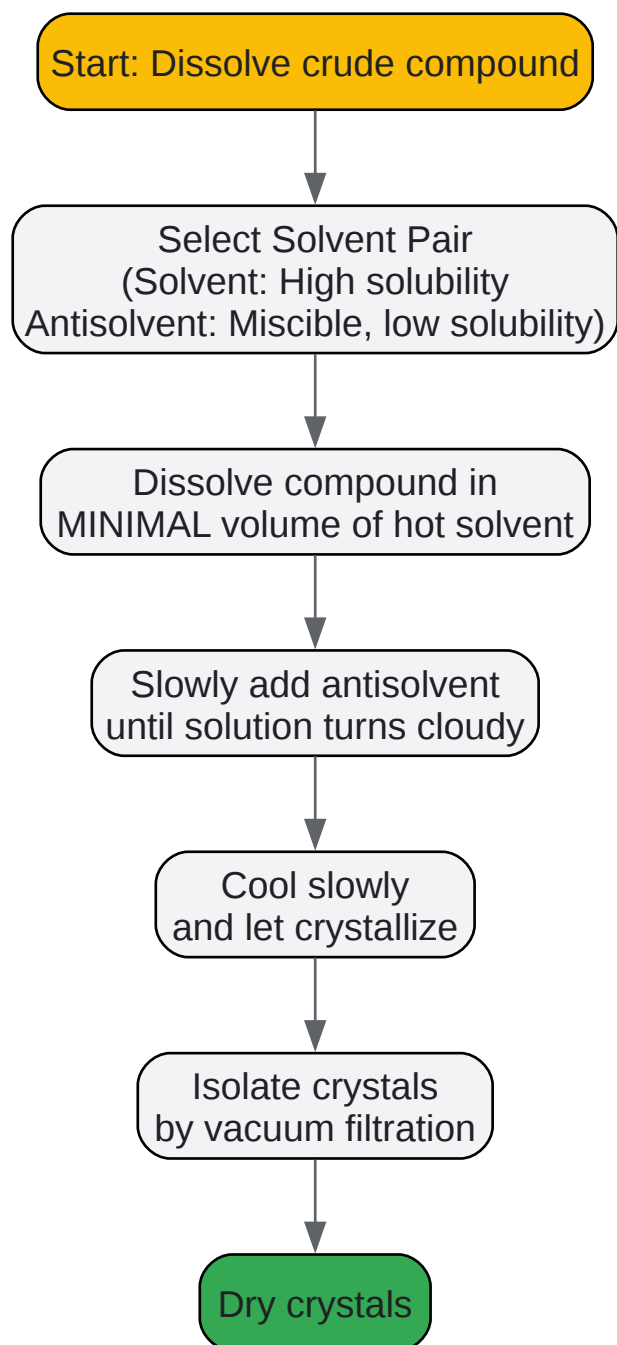 Start: Dissolve crude compound
Select Solvent Pair
(Solvent: High solubility
Antisolvent: Miscible, low solubility)
Dissolve compound in
MINIMAL volume of hot solvent
Slowly add antisolvent
until solution turns cloudy
Cool slowly
and let crystallize
Isolate crystals
by vacuum filtration
Dry crystals